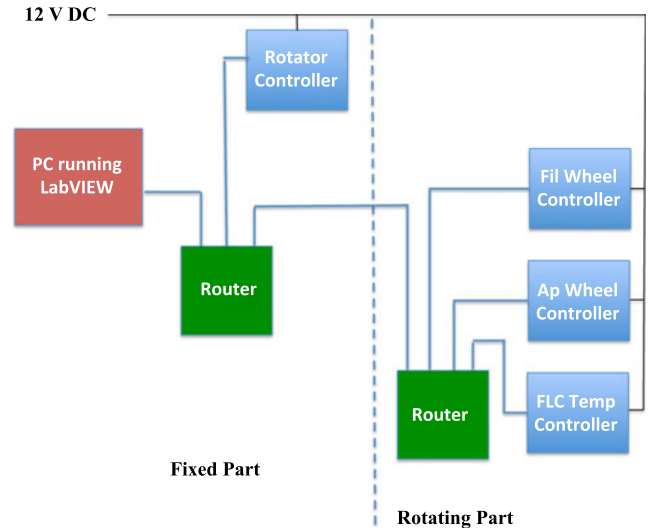 12 V DC
Rotator
Controller
PC running
LabVIEW
Fil Wheel
Controller
Router
Ap Wheel
Controller
Router
FLC Temp
Controller
Fixed Part
Rotating Part